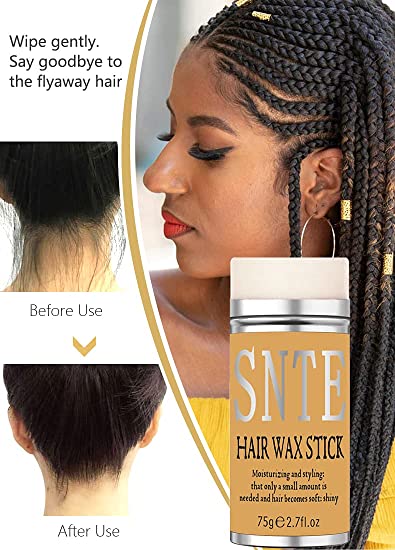 Wipe gently.
Say goodbye to
the flyaway hair
Before Use
After Use
SNTE
HAIR WAX STICK
Moisturizing and styling:
that only a small amount is
needed and hair becomes soft: shiny
75g℮2.7fl.oz